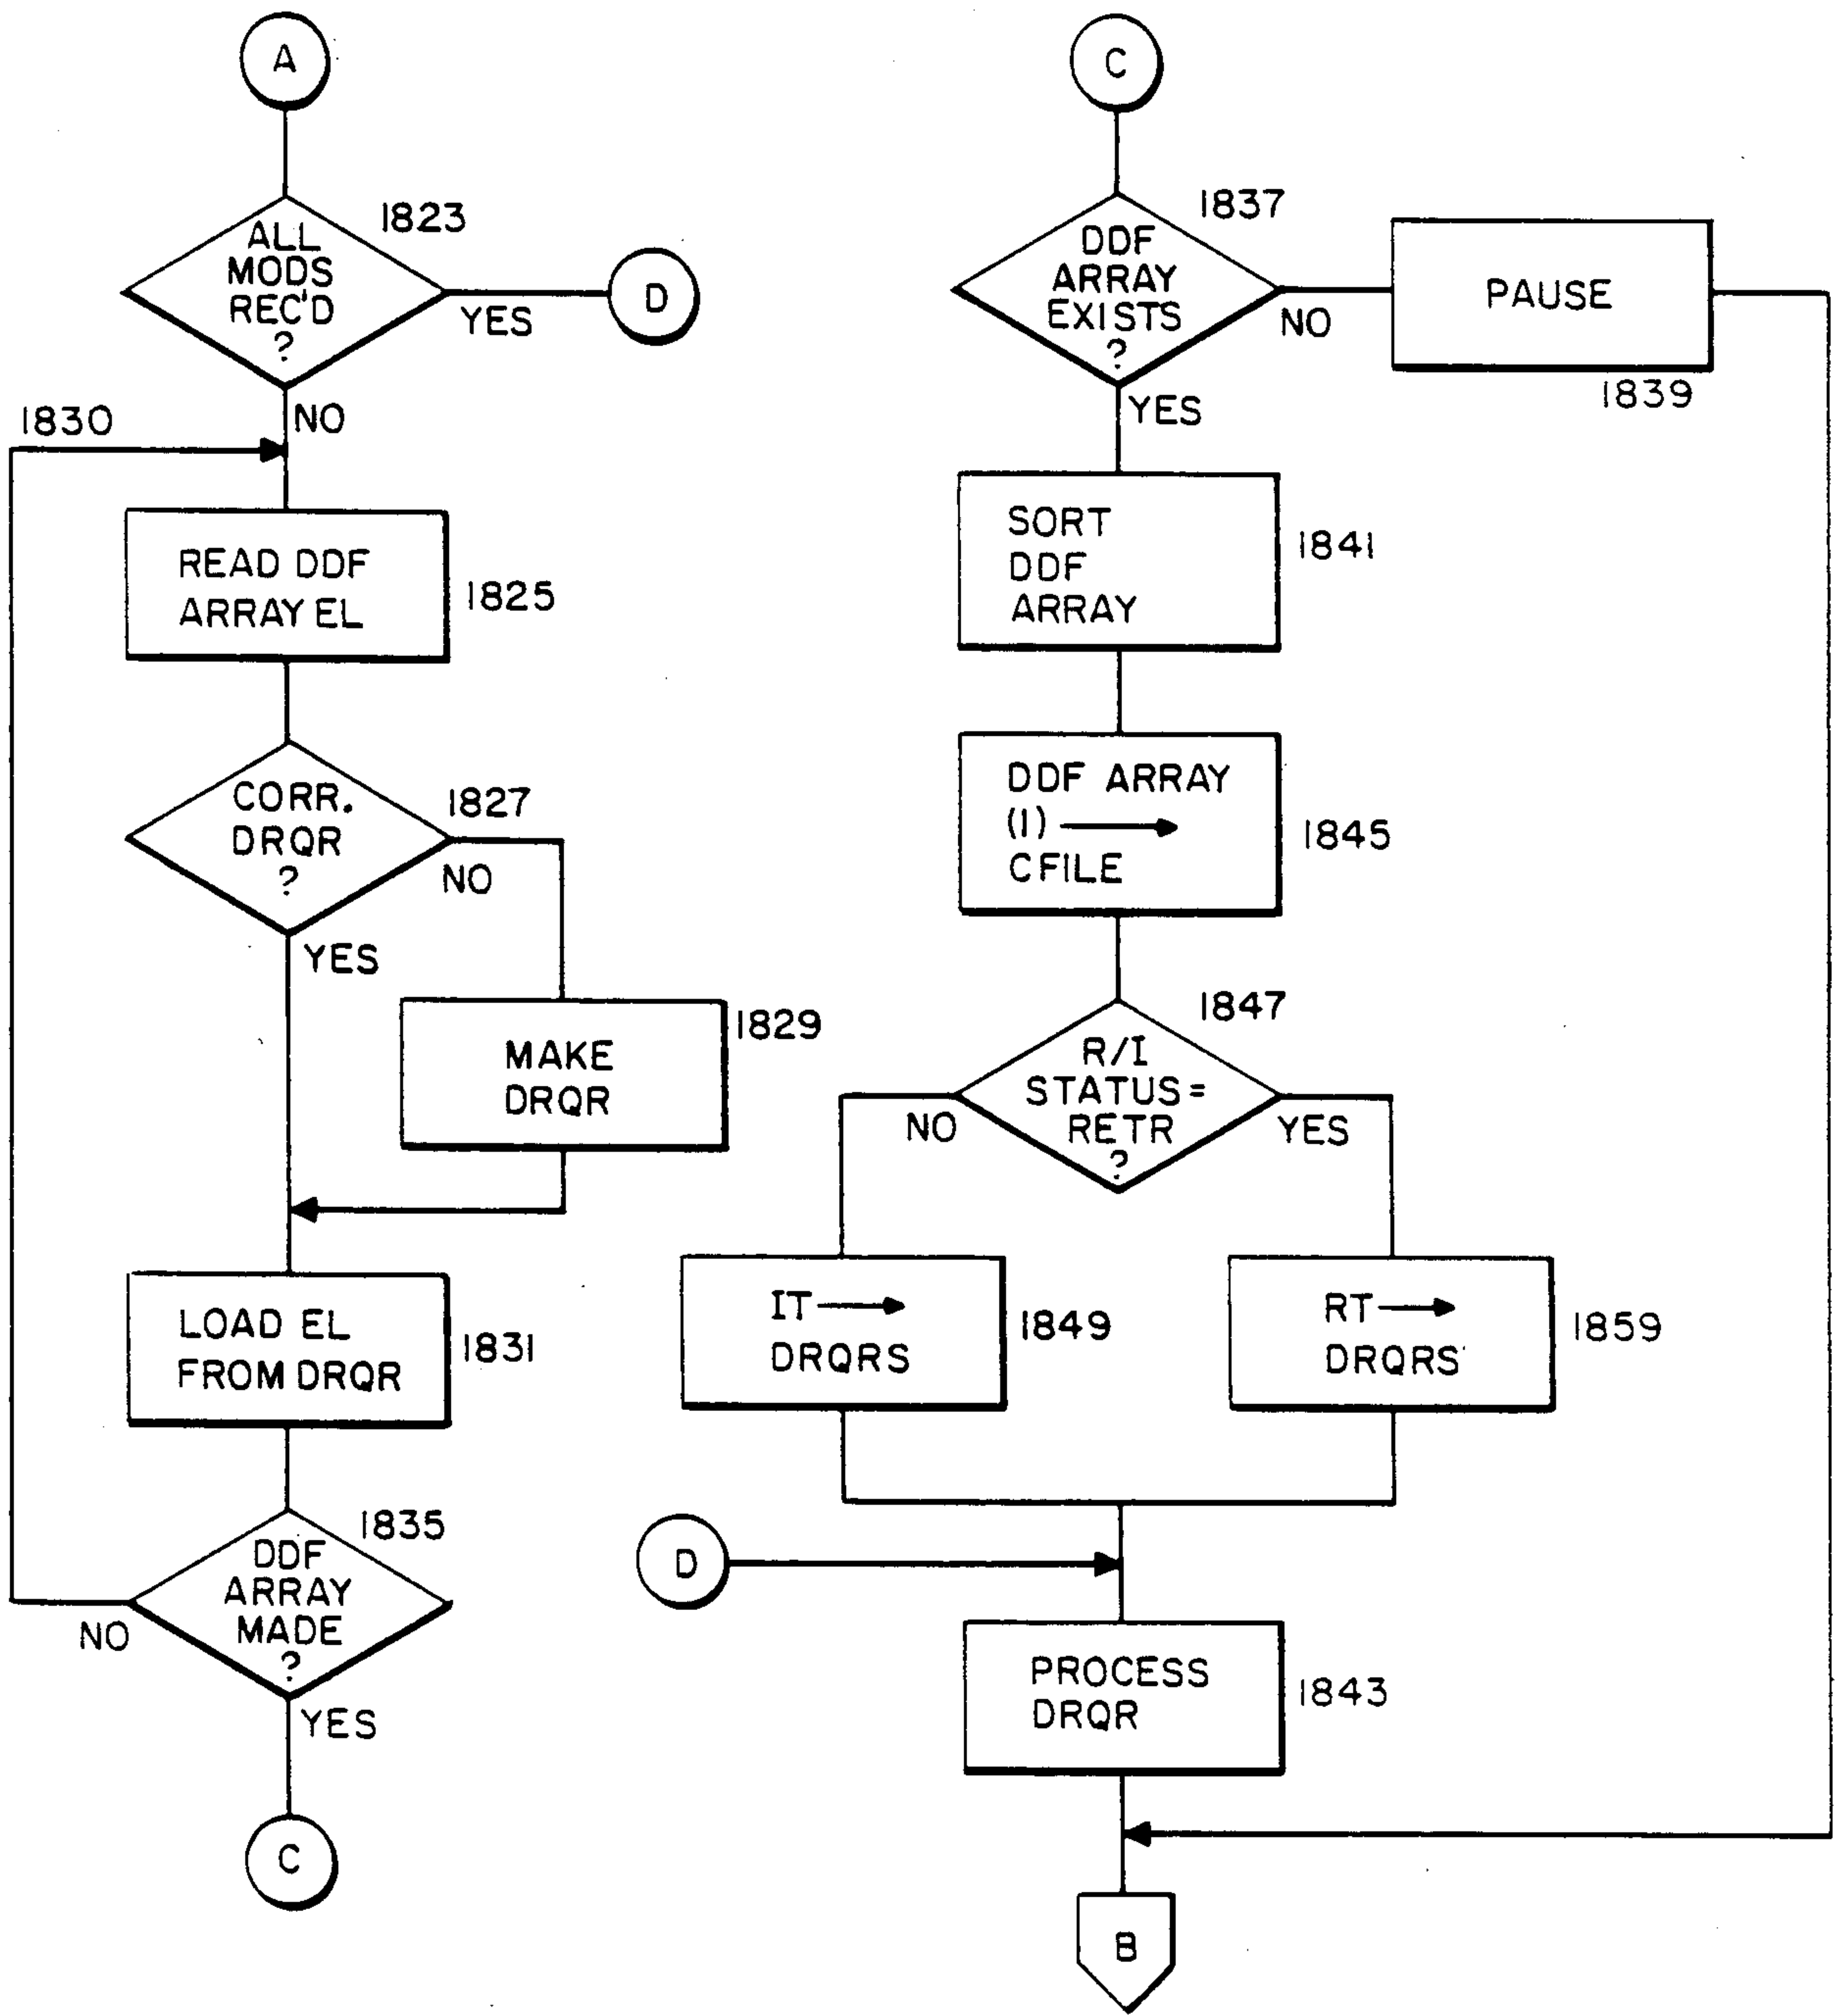 A
ALL
MODS
REC'D
?
1823
YES
D
NO
1830
READ DDF
ARRAY EL
1825
CORR.
DRQR
?
1827
NO
YES
MAKE
DRQR
1829
LOAD EL
FROM DRQR
1831
DDF
ARRAY
MADE
?
1835
NO
YES
C
C
DDF
ARRAY
EXISTS
?
1837
NO
PAUSE
1839
YES
SORT
DDF
ARRAY
1841
DDF ARRAY
(1) →
CFILE
1845
R/I
STATUS=
RETR
?
1847
NO
YES
IT →
DRQRS
1849
RT →
DRQRS
1859
D
PROCESS
DRQR
1843
B